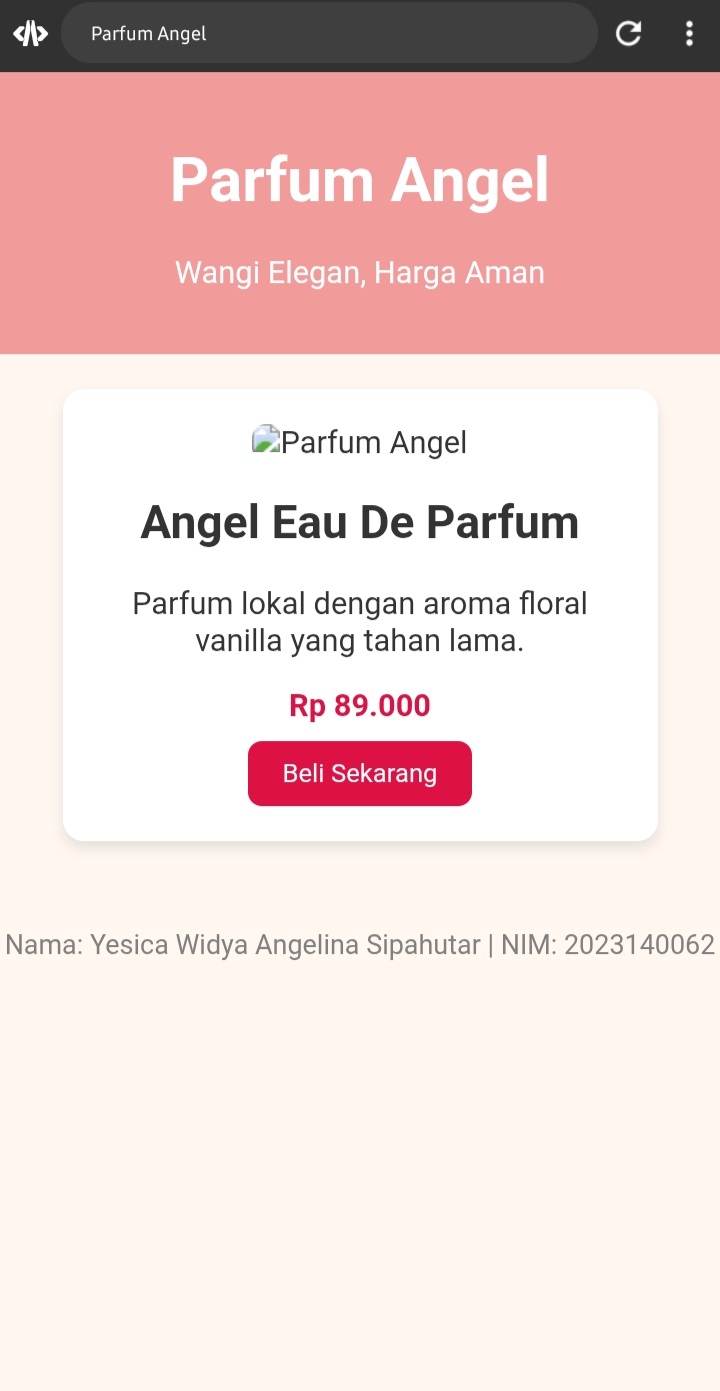 Parfum Angel
Parfum Angel
Wangi Elegan, Harga Aman
Parfum Angel
Angel Eau De Parfum
Parfum lokal dengan aroma floral
vanilla yang tahan lama.
Rp 89.000
Beli Sekarang
Nama: Yesica Widya Angelina Sipahutar | NIM: 2023140062